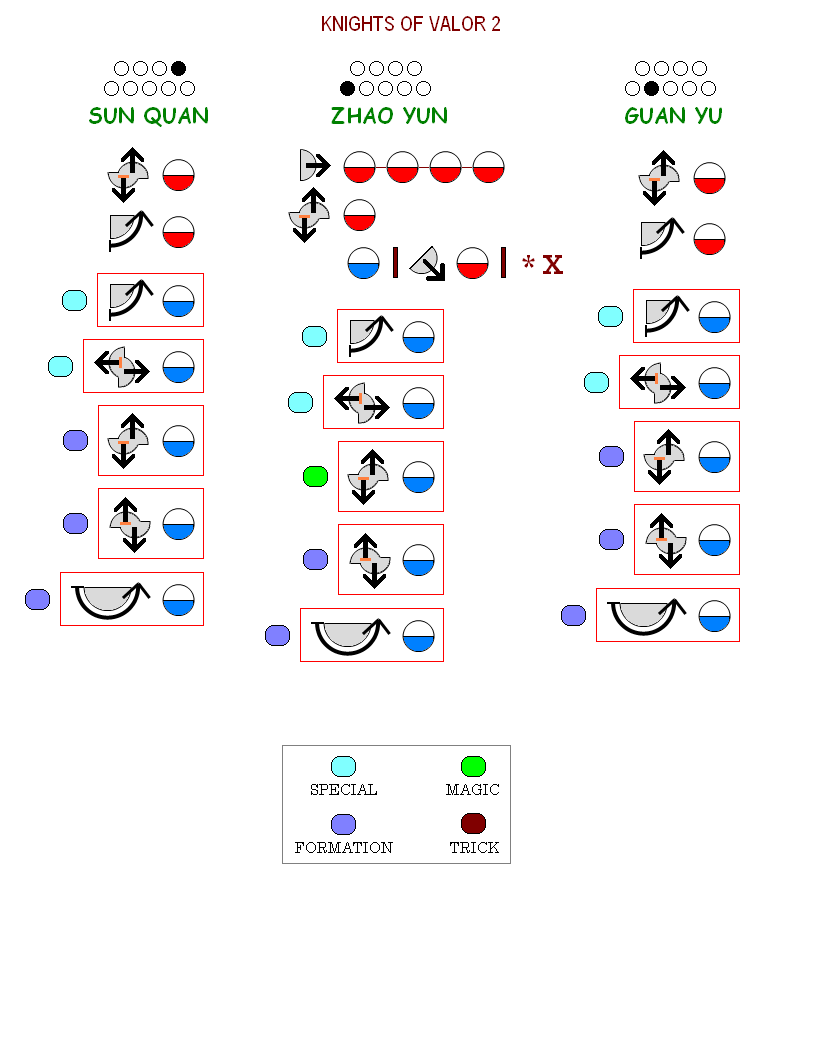 KNIGHTS OF VALOR 2
SUN QUAN
ZHAO YUN
GUAN YU
* X
SPECIAL
MAGIC
FORMATION
TRICK